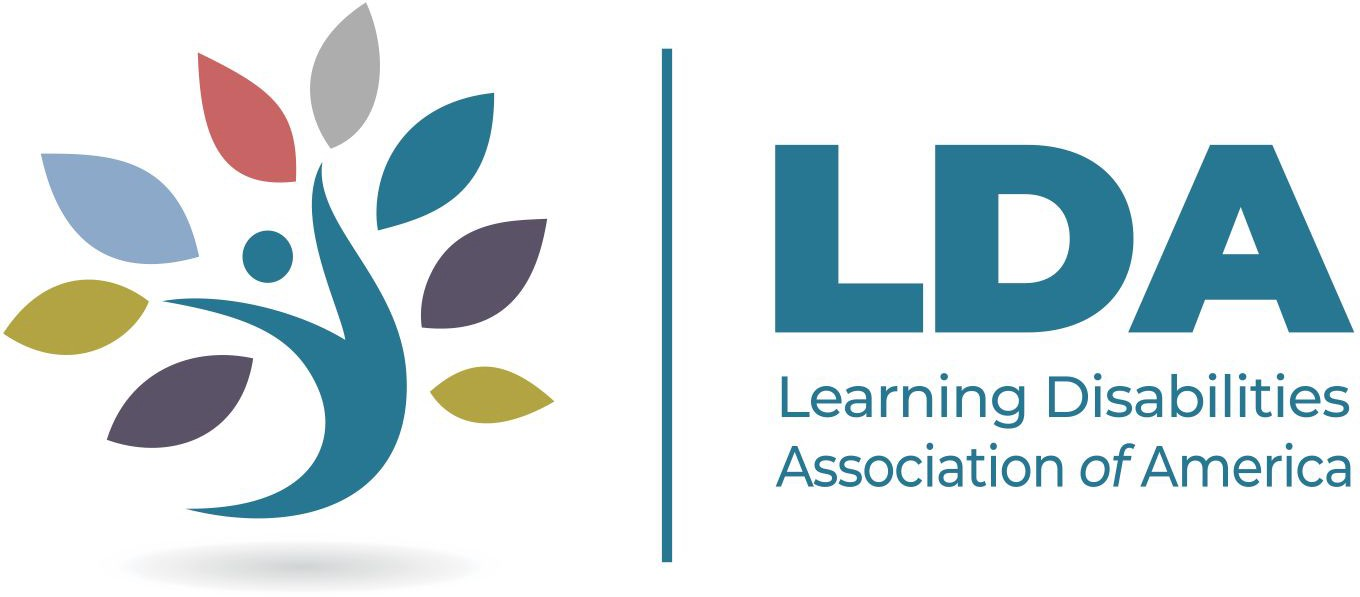 LDA
Learning Disabilities
Association of America